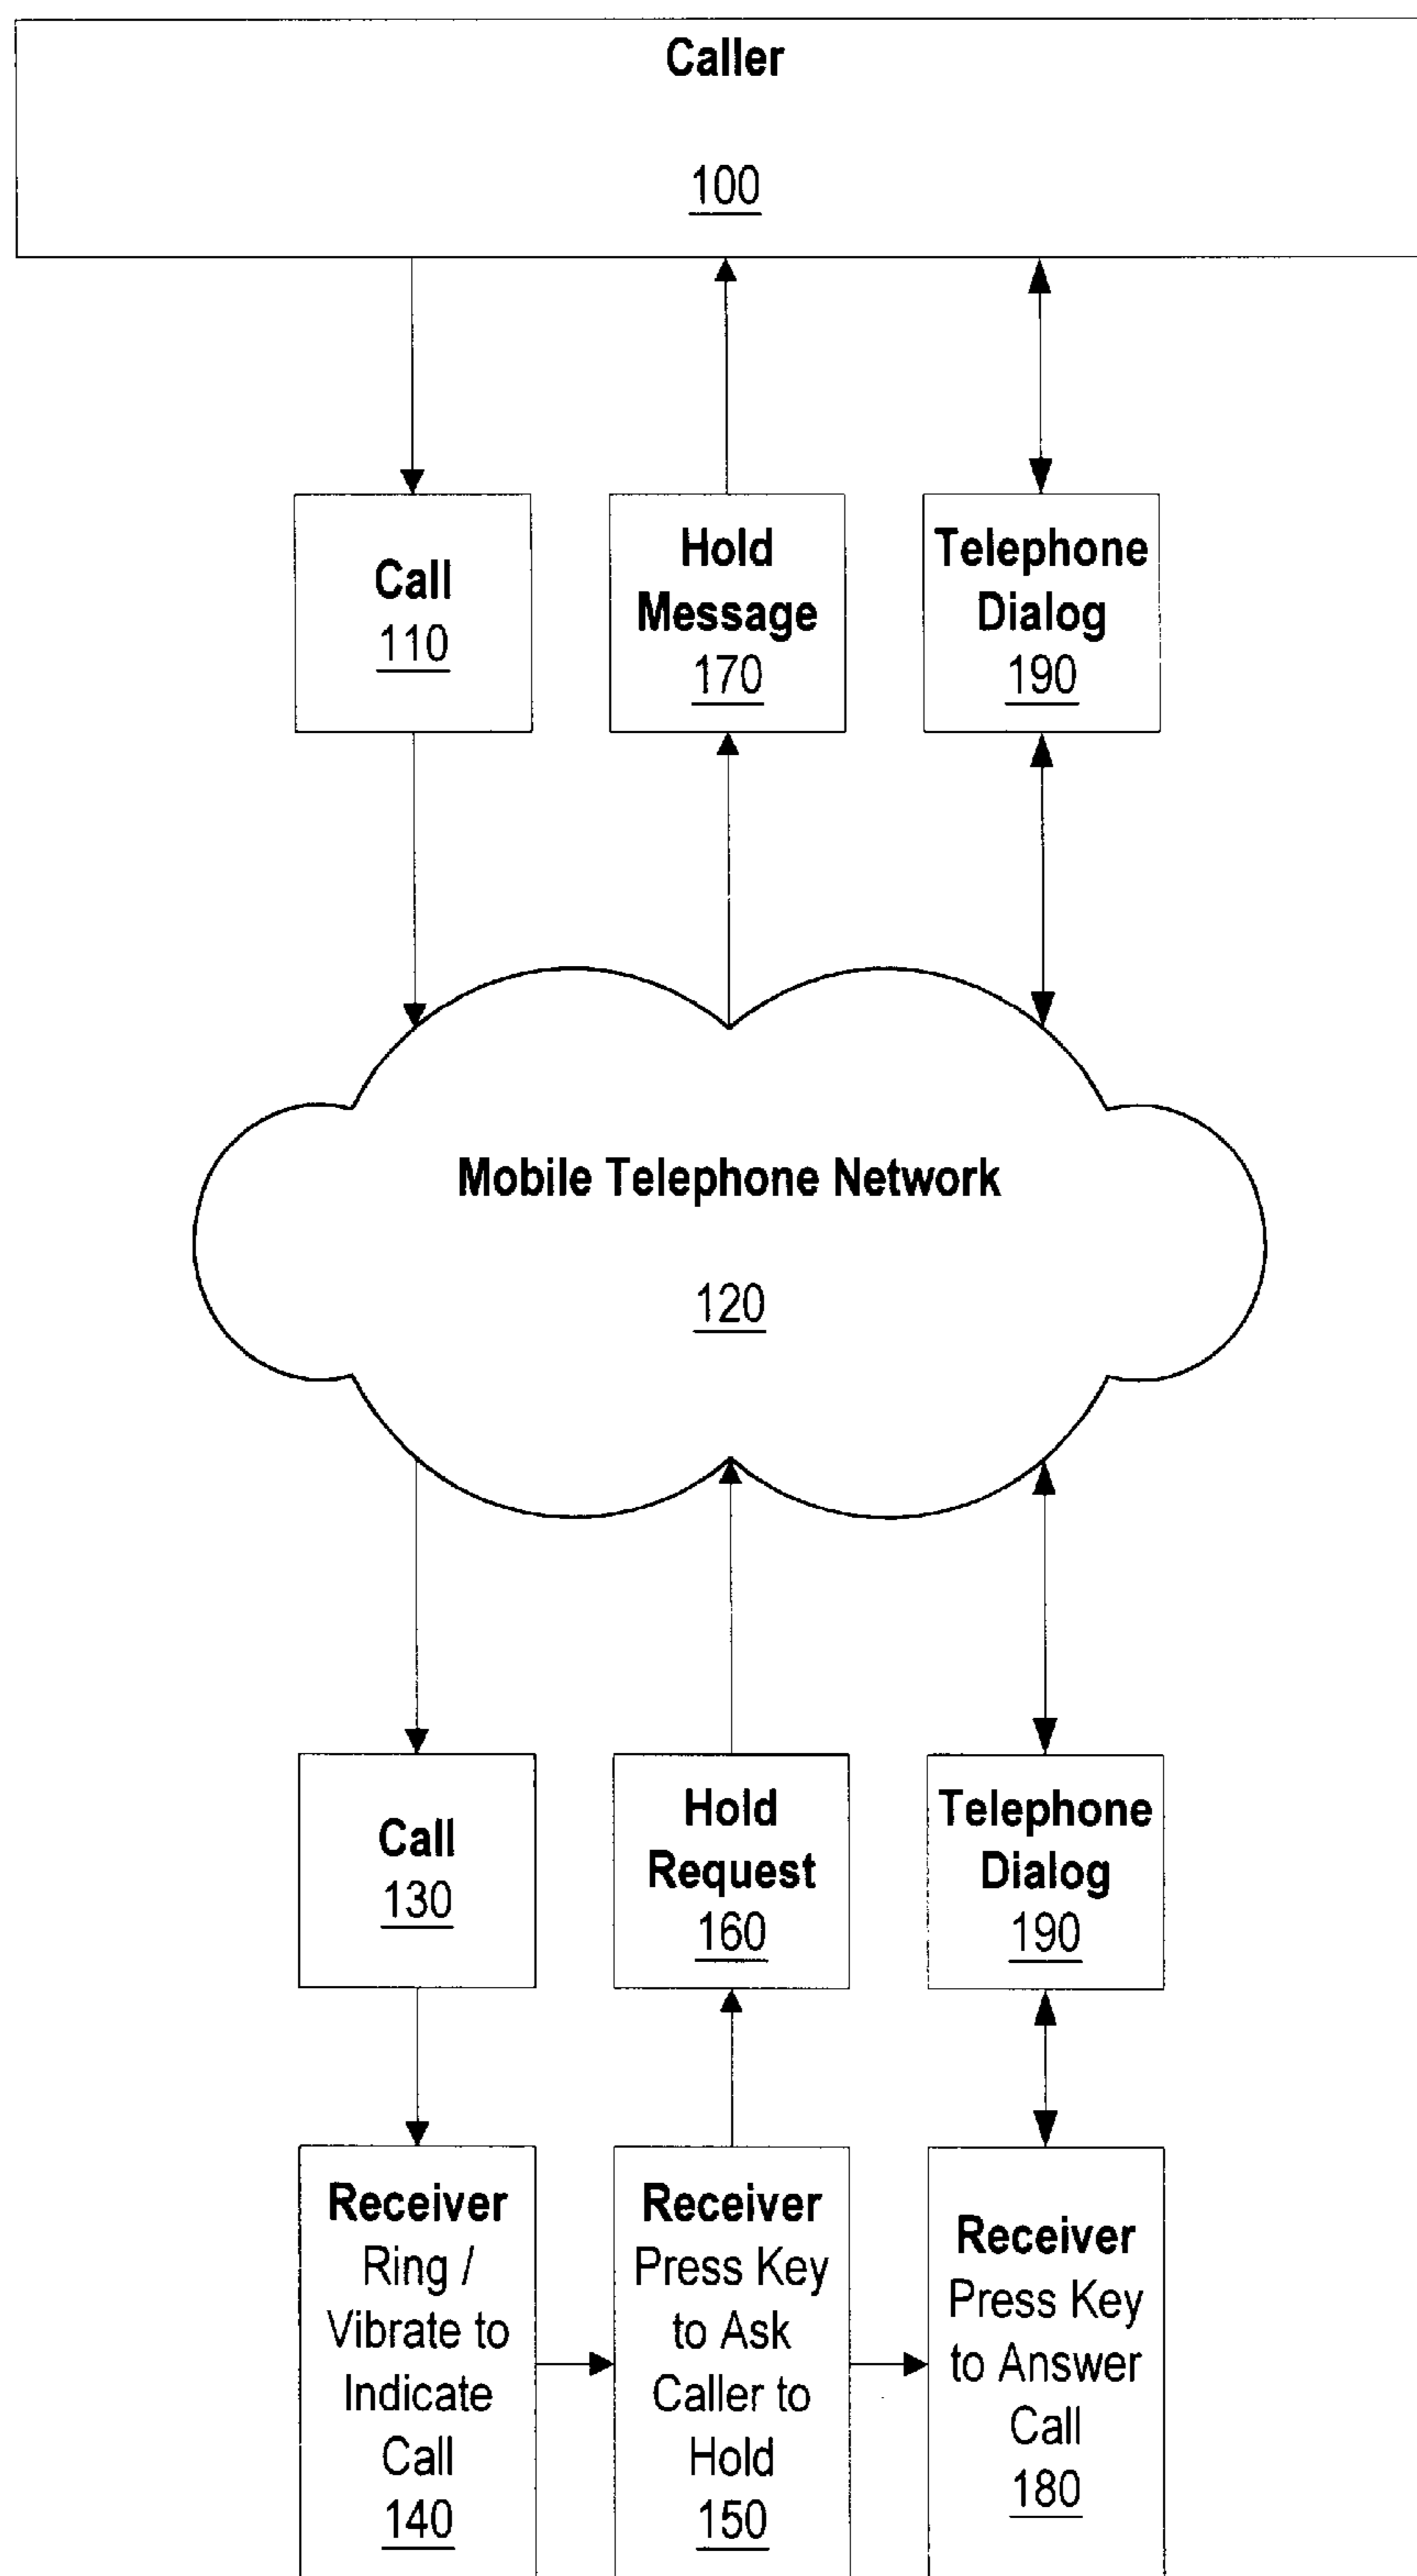 Caller
100
Call
110
Hold
Message
170
Telephone
Dialog
190
Mobile Telephone Network
120
Call
130
Hold
Request
160
Telephone
Dialog
190
Receiver
Ring /
Vibrate to
Indicate
Call
140
Receiver
Press Key
to Ask
Caller to
Hold
150
Receiver
Press Key
to Answer
Call
180